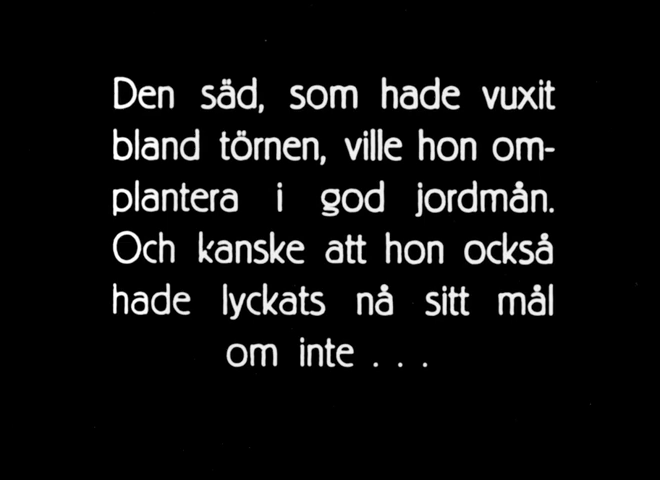 Den säd, som hade vuxit
bland törnen, ville hon om-
plantera i god jordmån.
Och kanske att hon också
hade lyckats nå sitt mål
om inte . . .